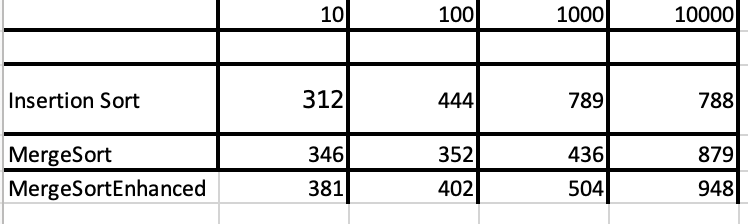 10 100 1000 10000
Insertion Sort 312 444 789 788
MergeSort 346 352 436 879
MergeSortEnhanced 381 402 504 948